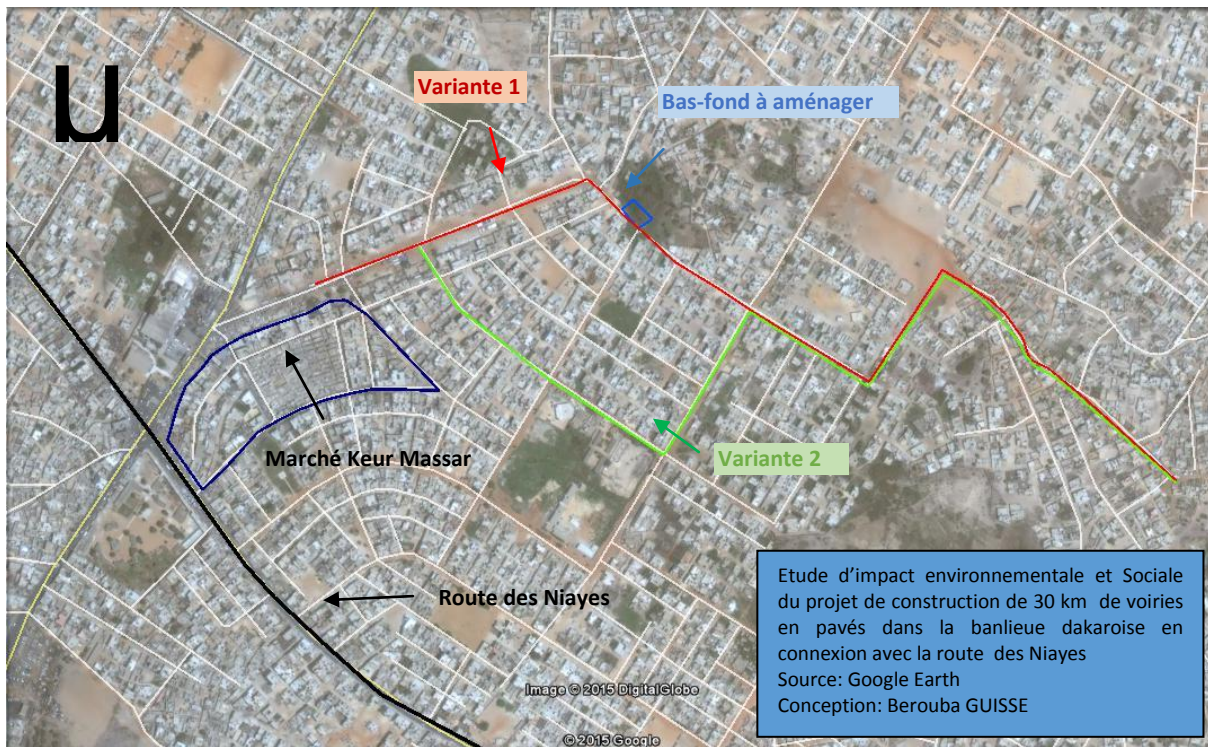 u
Variante 1
Bas-fond à aménager
Marché Keur Massar
Variante 2
Route des Niayes
Etude d’impact environnementale et Sociale
du projet de construction de 30 km de voiries
en pavés dans la banlieue dakaroise en
connexion avec la route des Niayes
Source: Google Earth
Conception: Berouba GUISSE
Image © 2015 DigitalGlobe
© 2015 Google